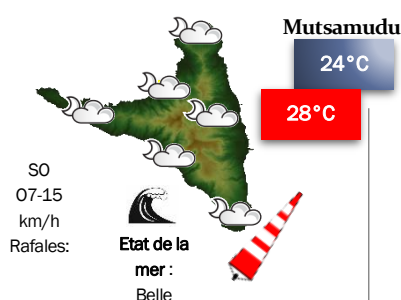 Mutsamudu
24°C
28°C
SO
07-15
km/h
Rafales:
Etat de la
mer :
Belle